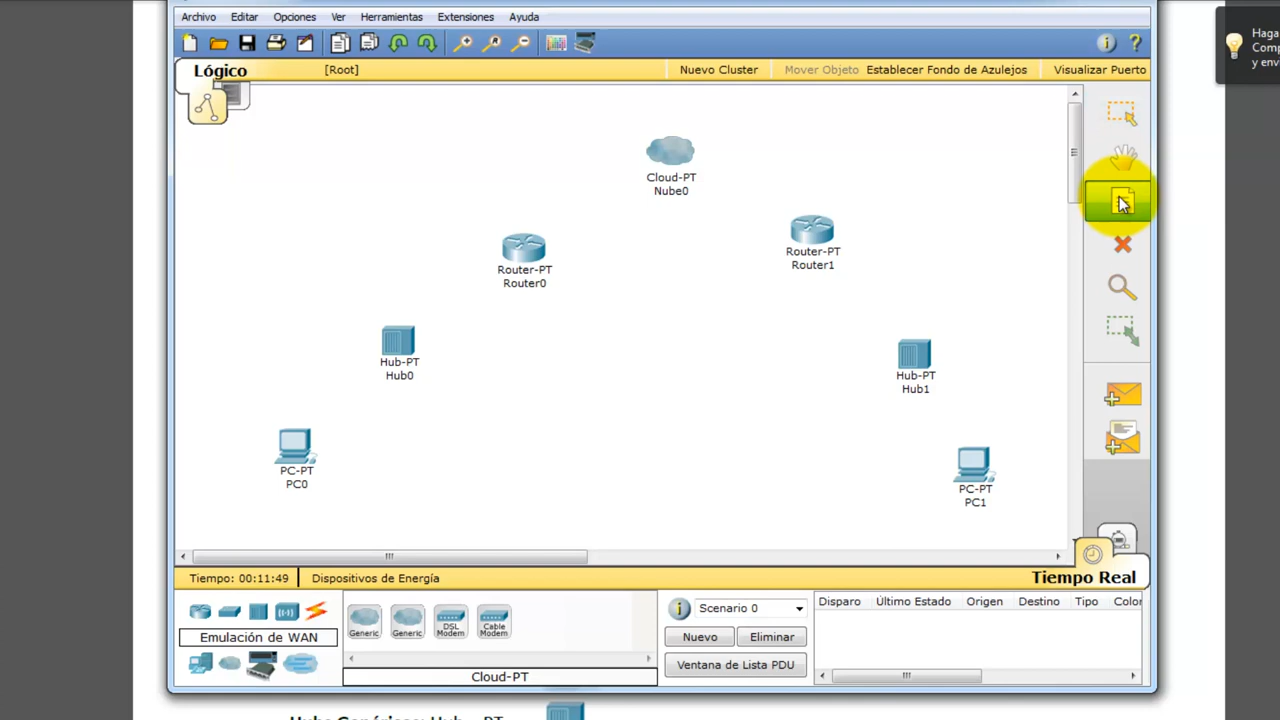 Archivo Editar Opciones Ver Herramientas Extensiones Ayuda
Haga
Comp
y envi
Lógico [Root] Nuevo Cluster Mover Objeto Establecer Fondo de Azulejos Visualizar Puerto
Cloud-PT
Nube0
Router-PT
Router0
Router-PT
Router1
Hub-PT
Hub0
Hub-PT
Hub1
PC-PT
PC0
PC-PT
PC1
Tiempo: 00:11:49 Dispositivos de Energía
Tiempo Real
Emulación de WAN
Generic Generic DSL Modem Cable Modem
Cloud-PT
Scenario 0
Nuevo Eliminar
Ventana de Lista PDU
Disparo Último Estado Origen Destino Tipo Color